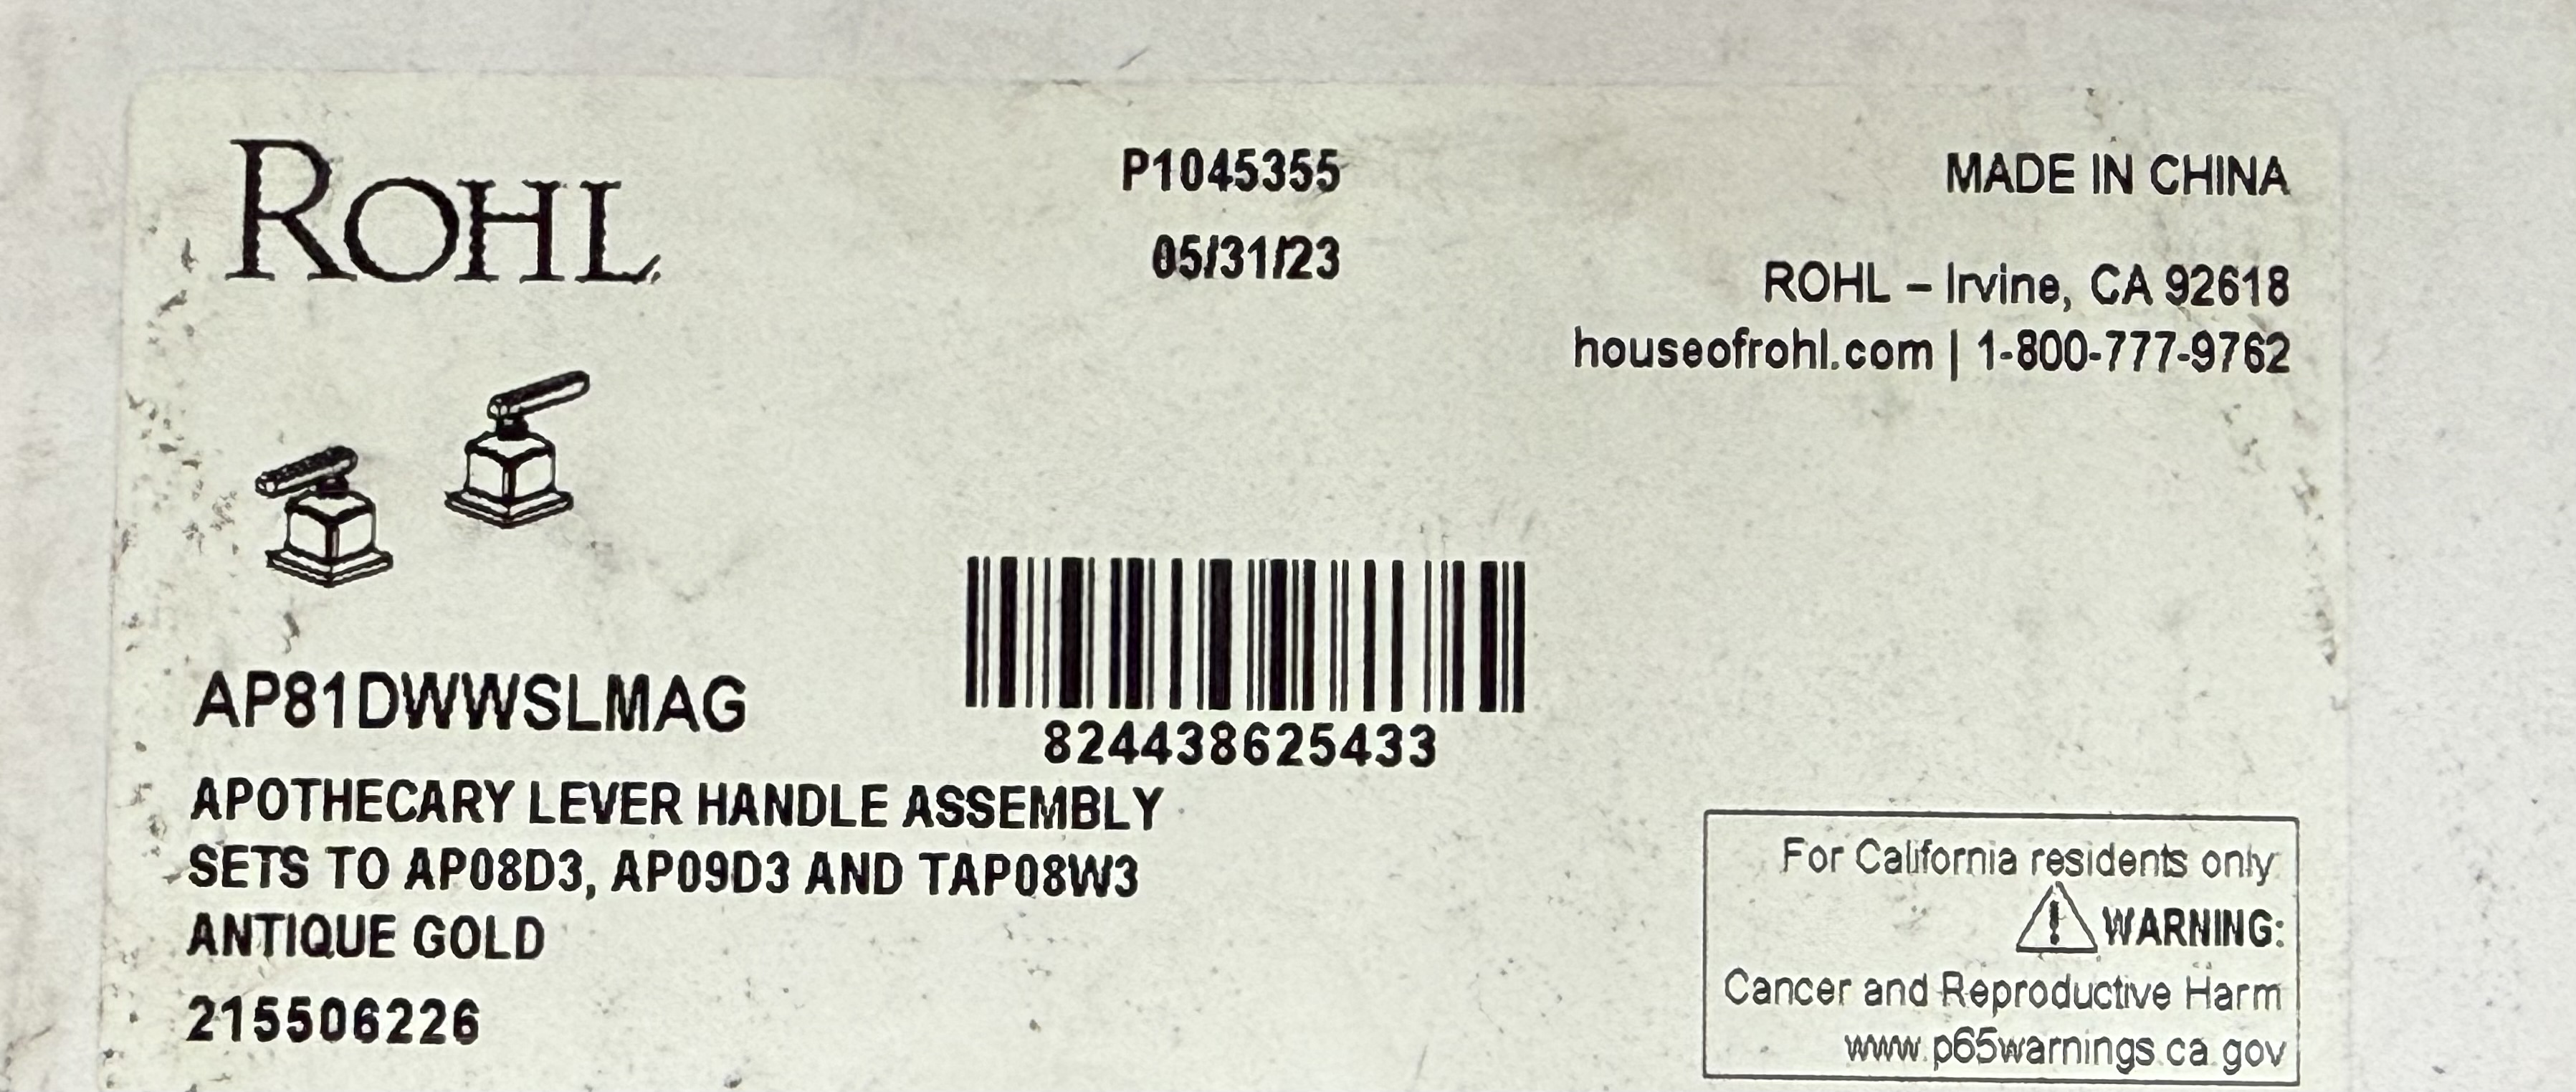 ROHL
P1045355
05/31/23
MADE IN CHINA
ROHL – Irvine, CA 92618
houseofrohl.com | 1-800-777-9762
824438625433
AP81DWWSLMAG
APOTHECARY LEVER HANDLE ASSEMBLY
SETS TO AP08D3, AP09D3 AND TAP08W3
ANTIQUE GOLD
215506226
For California residents only
WARNING:
Cancer and Reproductive Harm
www.p65warnings.ca.gov